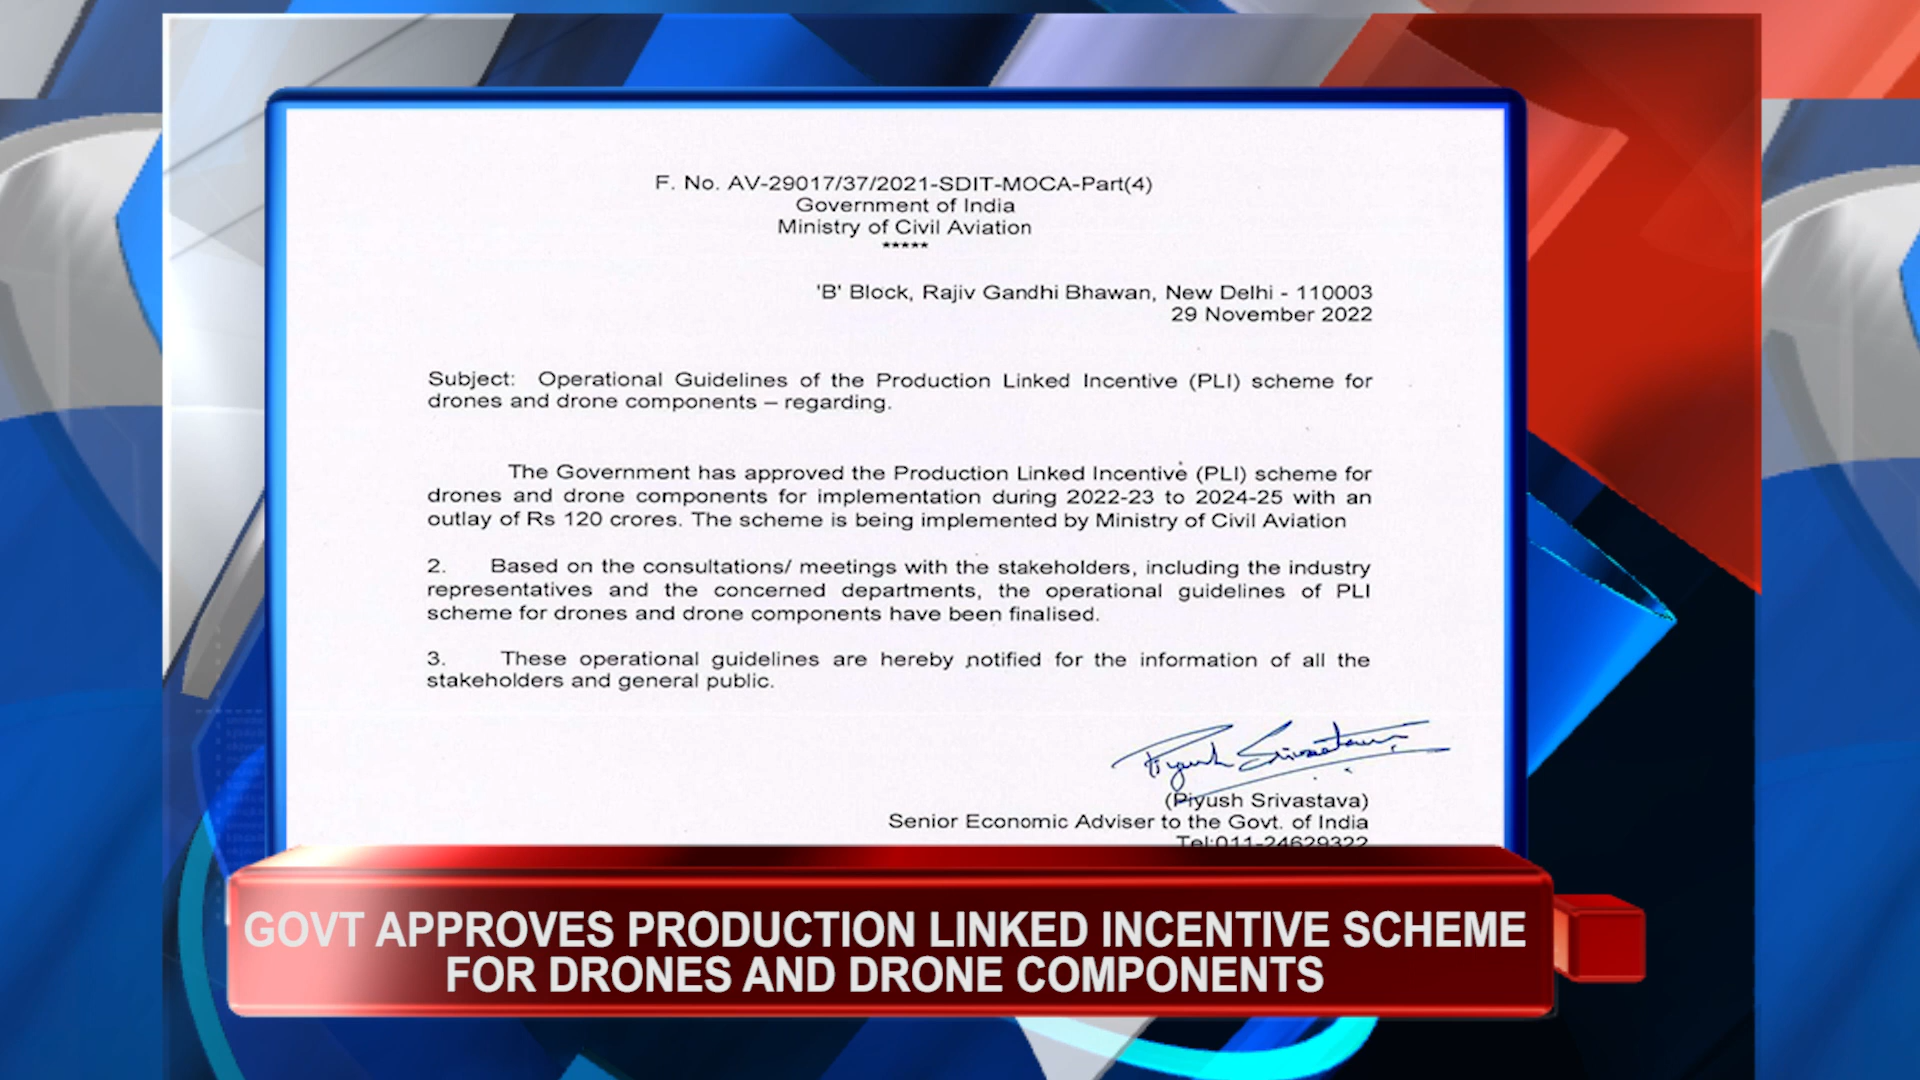 F. No. AV-29017/37/2021-SDIT-MOCA-Part(4)
Government of India
Ministry of Civil Aviation
*****
'B' Block, Rajiv Gandhi Bhawan, New Delhi - 110003
29 November 2022
Subject: Operational Guidelines of the Production Linked Incentive (PLI) scheme for
drones and drone components – regarding.
The Government has approved the Production Linked Incentive (PLI) scheme for
drones and drone components for implementation during 2022-23 to 2024-25 with an
outlay of Rs 120 crores. The scheme is being implemented by Ministry of Civil Aviation
2. Based on the consultations/ meetings with the stakeholders, including the industry
representatives and the concerned departments, the operational guidelines of PLI
scheme for drones and drone components have been finalised.
3. These operational guidelines are hereby notified for the information of all the
stakeholders and general public.
Piyush Srivastava
(Piyush Srivastava)
Senior Economic Adviser to the Govt. of India
Tel:011-24629322
GOVT APPROVES PRODUCTION LINKED INCENTIVE SCHEME
FOR DRONES AND DRONE COMPONENTS